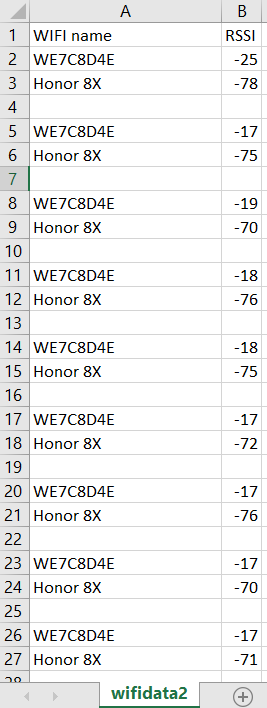 A B
1 WIFI name RSSI
2 WE7C8D4E -25
3 Honor 8X -78
4
5 WE7C8D4E -17
6 Honor 8X -75
7
8 WE7C8D4E -19
9 Honor 8X -70
10
11 WE7C8D4E -18
12 Honor 8X -76
13
14 WE7C8D4E -18
15 Honor 8X -75
16
17 WE7C8D4E -17
18 Honor 8X -72
19
20 WE7C8D4E -17
21 Honor 8X -76
22
23 WE7C8D4E -17
24 Honor 8X -70
25
26 WE7C8D4E -17
27 Honor 8X -71
28
wifidata2